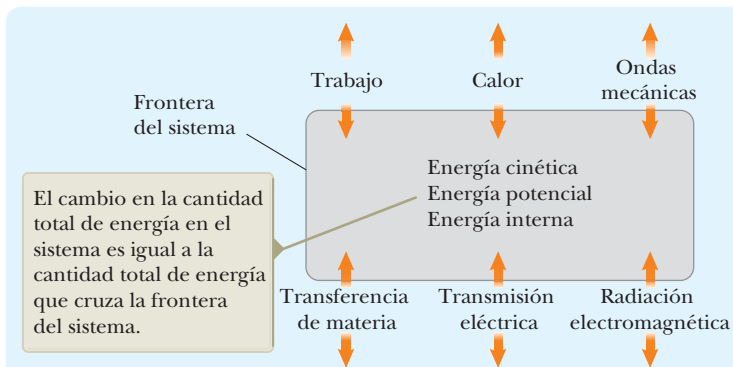 Trabajo
Calor
Ondas
mecánicas
Frontera
del sistema
Energía cinética
Energía potencial
Energía interna
El cambio en la cantidad
total de energía en el
sistema es igual a la
cantidad total de energía
que cruza la frontera
del sistema.
Transferencia
de materia
Transmisión
eléctrica
Radiación
electromagnética